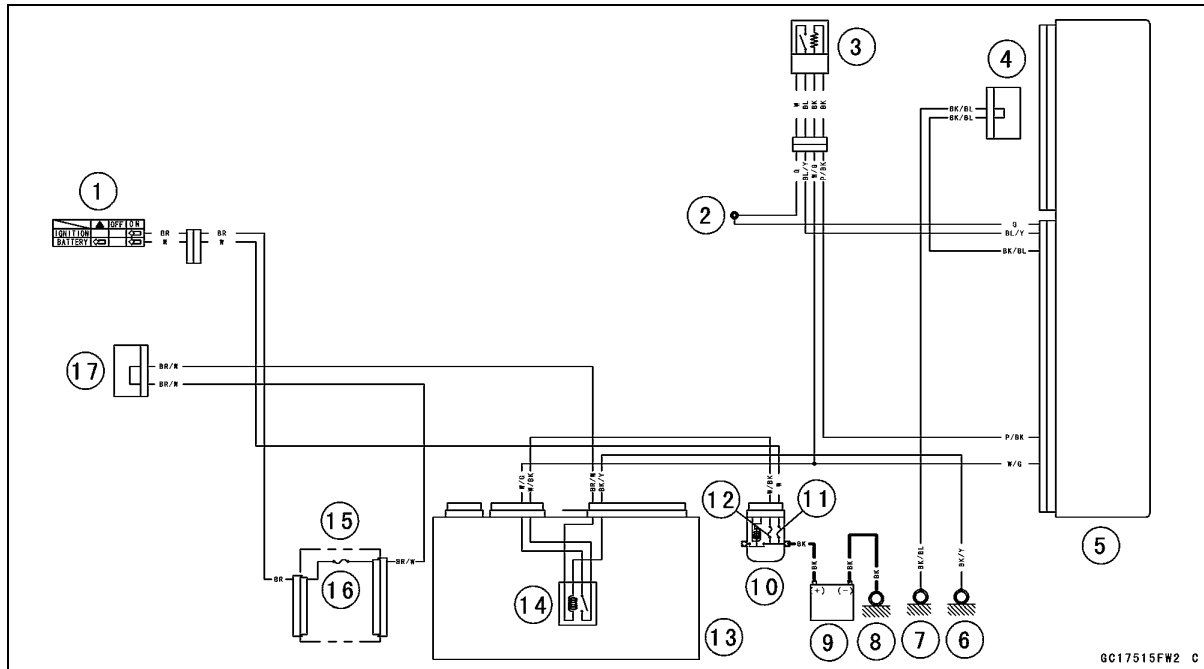 1
OFF ON
IGNITION
BATTERY
BR BR
W W
2
3
W BL BK BK
G BL/Y W/G P/BK
4
BK/BL
BK/BL
G
BL/Y
BK/BL
P/BK
W/G
5
17
BR/W
BR/W
15
16
BR
BR/W
W/G W/BK BR/W BK/Y
14
13
12
11
W/BK W
BK
10
BK BK BK
(+) (-)
9
8
BK/BL
7
BK/Y
6
GC17515FW2 C